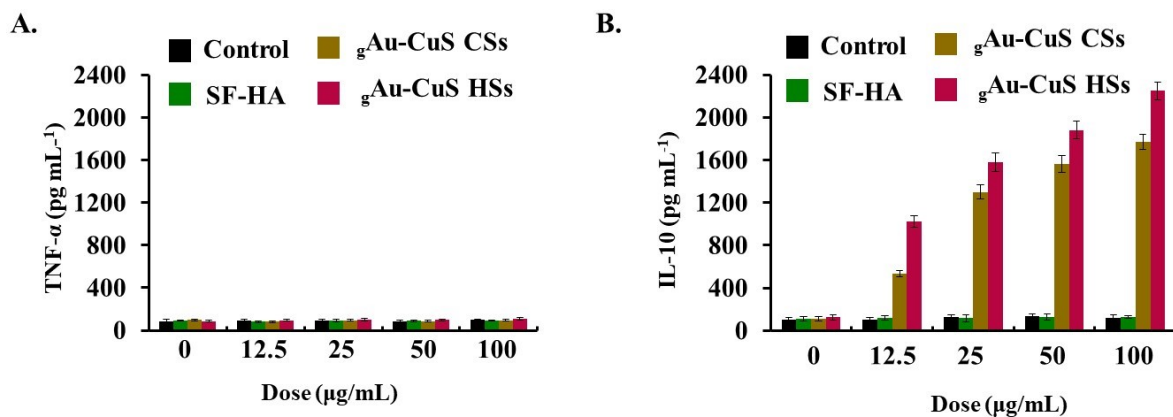 A.
Control
gAu-CuS CSs
SF-HA
gAu-CuS HSs
TNF-α (pg mL-1)
2400
2000
1600
1200
800
400
0
0 12.5 25 50 100
Dose (µg/mL)
B.
Control
gAu-CuS CSs
SF-HA
gAu-CuS HSs
IL-10 (pg mL-1)
2400
2000
1600
1200
800
400
0
0 12.5 25 50 100
Dose (µg/mL)